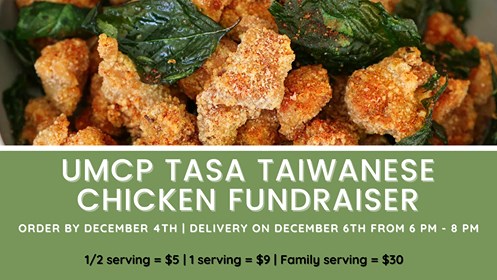 UMCP TASA TAIWANESE
CHICKEN FUNDRAISER
ORDER BY DECEMBER 4TH | DELIVERY ON DECEMBER 6TH FROM 6 PM - 8 PM
1/2 serving = $5 | 1 serving = $9 | Family serving = $30